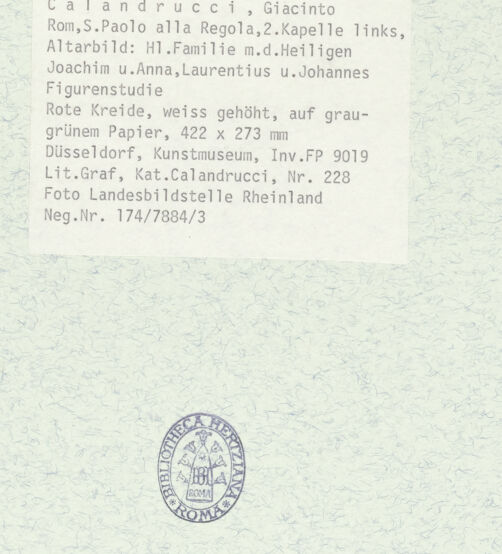 C a l a n d r u c c i , Giacinto
Rom,S.Paolo alla Regola,2.Kapelle links,
Altarbild: Hl.Familie m.d.Heiligen
Joachim u.Anna,Laurentius u.Johannes
Figurenstudie
Rote Kreide, weiss gehöht, auf grau-
grünem Papier, 422 x 273 mm
Düsseldorf, Kunstmuseum, Inv.FP 9019
Lit.Graf, Kat.Calandrucci, Nr. 228
Foto Landesbildstelle Rheinland
Neg.Nr. 174/7884/3
BIBLIOTHECA HERTZIANA
ROMA
ROMA